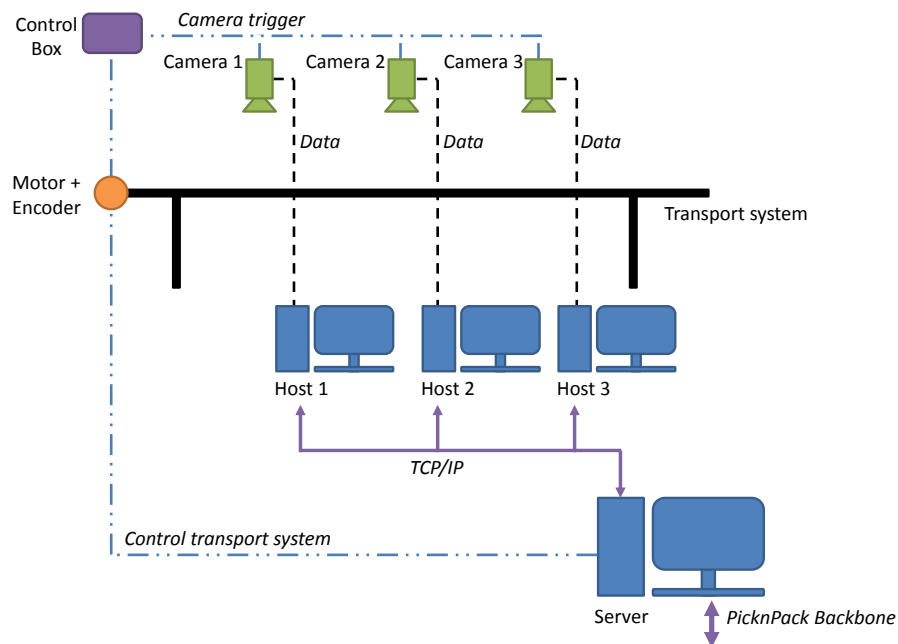 Control
Box
Camera trigger
Camera 1
Camera 2
Camera 3
Data
Data
Data
Motor +
Encoder
Transport system
Host 1
Host 2
Host 3
TCP/IP
Control transport system
Server
PicknPack Backbone